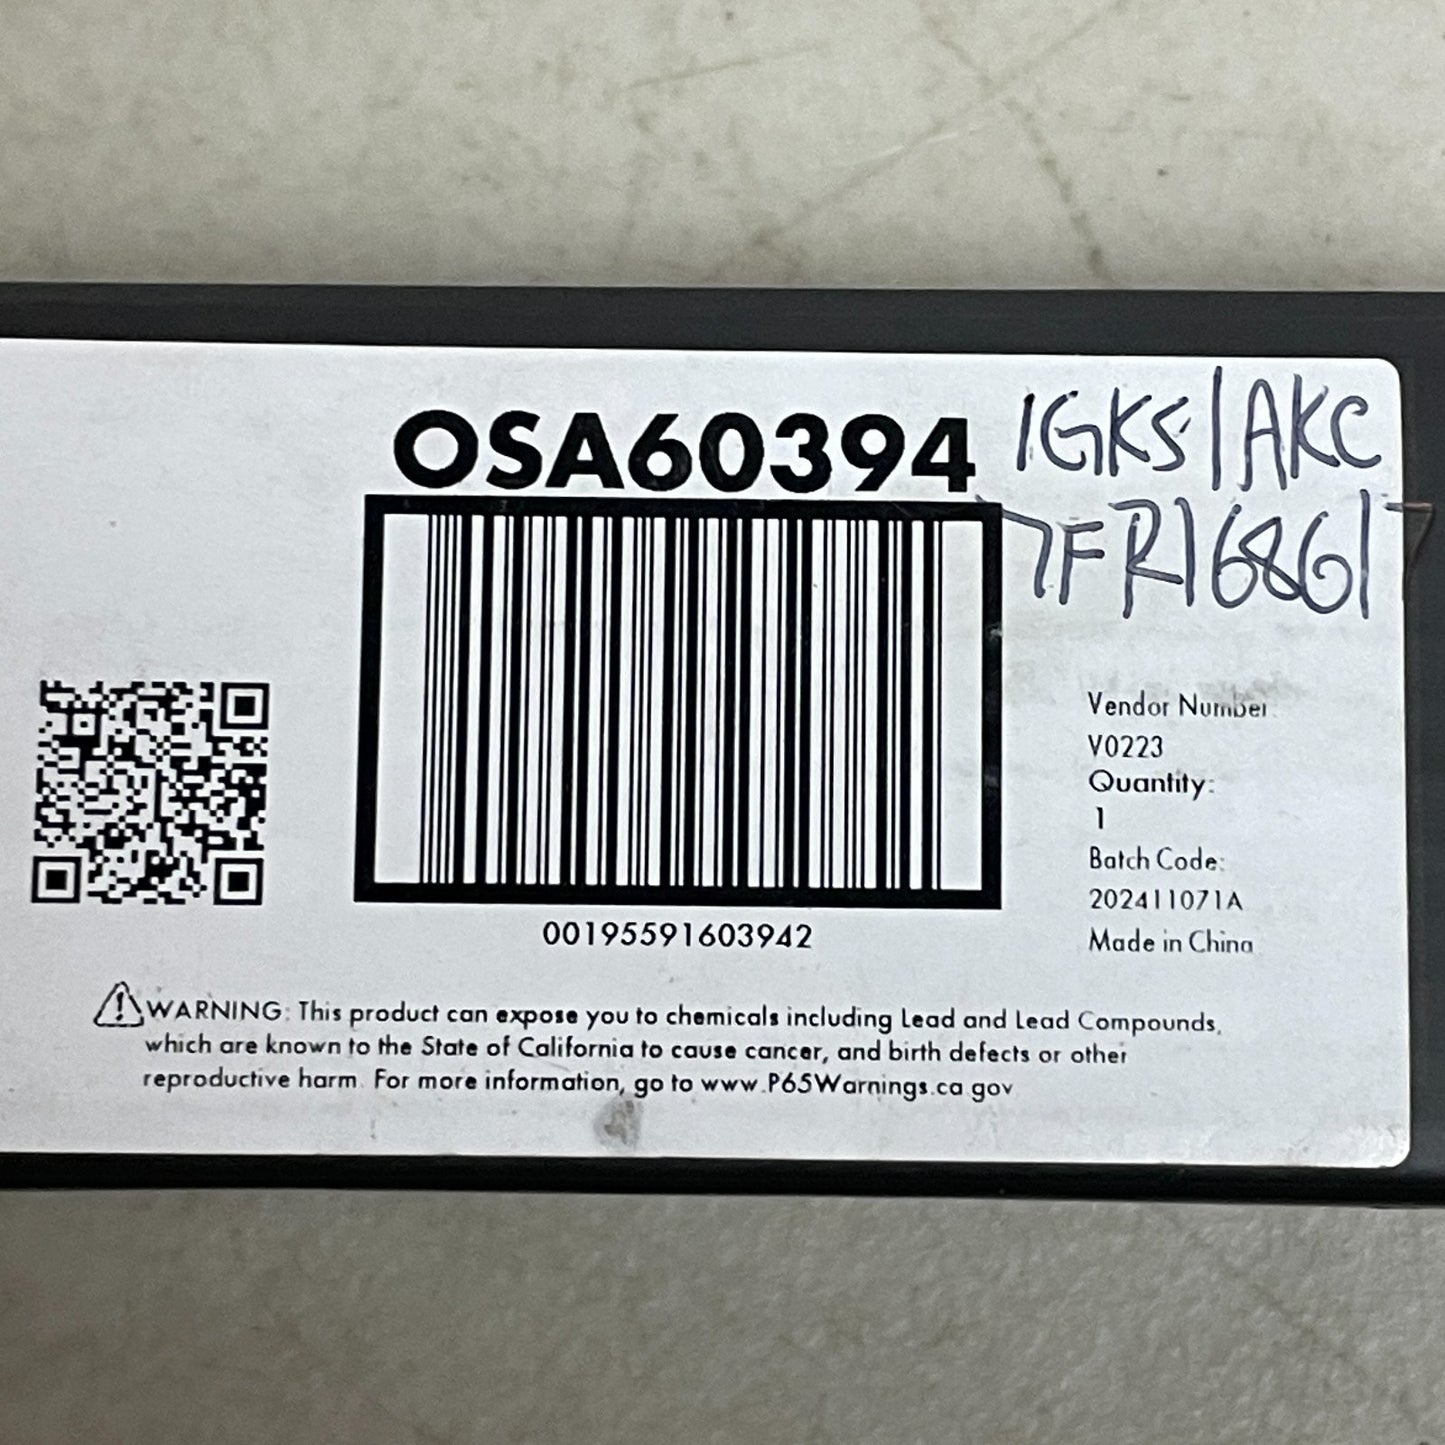 OSA60394
1GKS1AKC
7FR168617
00195591603942
Vendor Number:
V0223
Quantity:
1
Batch Code:
202411071A
Made in China
WARNING: This product can expose you to chemicals including Lead and Lead Compounds,
which are known to the State of California to cause cancer, and birth defects or other
reproductive harm. For more information, go to www.P65Warnings.ca.gov